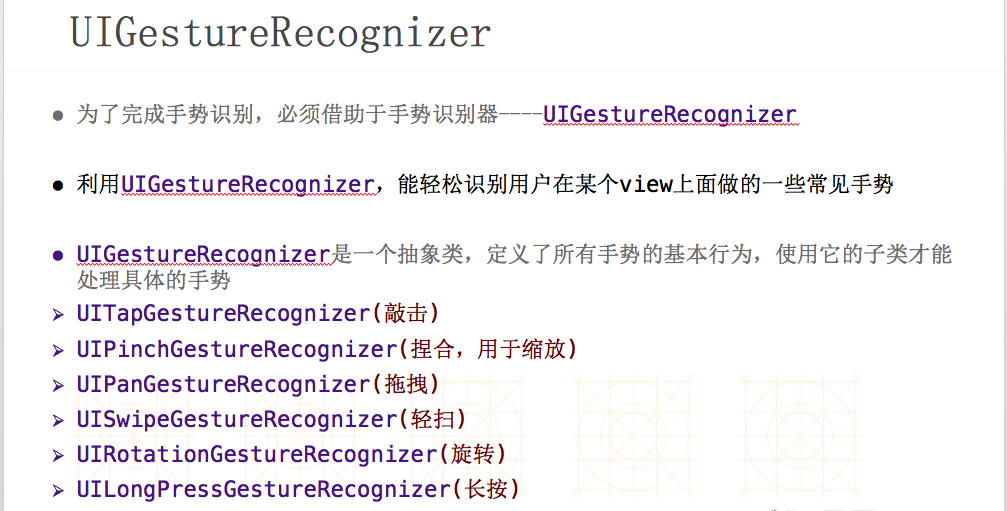 UIGestureRecognizer
● 为了完成手势识别，必须借助于手势识别器----UIGestureRecognizer
● 利用UIGestureRecognizer，能轻松识别用户在某个view上面做的一些常见手势
● UIGestureRecognizer是一个抽象类，定义了所有手势的基本行为，使用它的子类才能
处理具体的手势
➢ UITapGestureRecognizer(敲击)
➢ UIPinchGestureRecognizer(捏合，用于缩放)
➢ UIPanGestureRecognizer(拖拽)
➢ UISwipeGestureRecognizer(轻扫)
➢ UIRotationGestureRecognizer(旋转)
➢ UILongPressGestureRecognizer(长按)